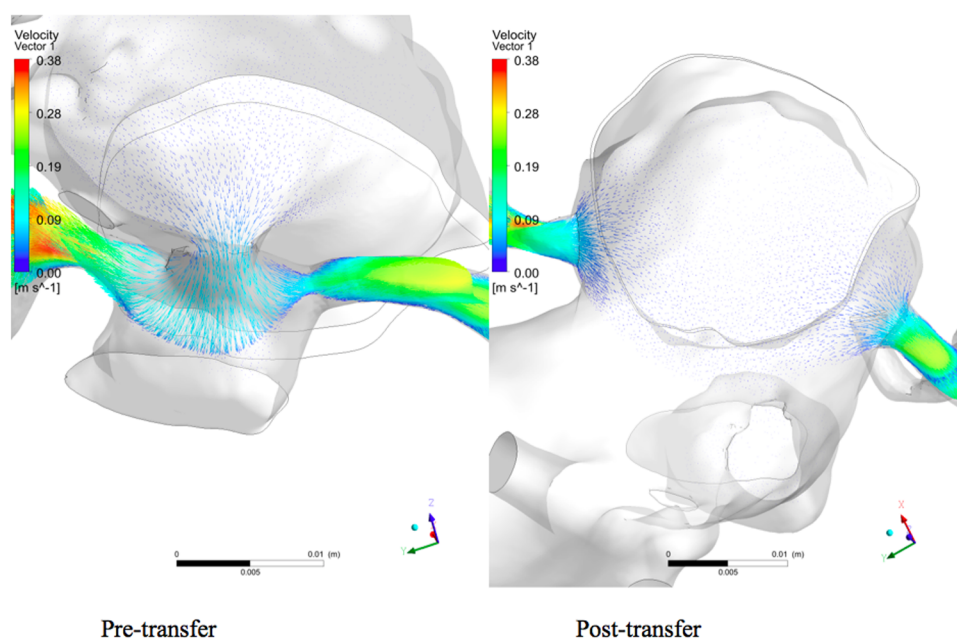 Velocity
Vector 1
0.38
0.28
0.19
0.09
0.00
[m s^-1]
Z
Y
0 0.01 (m)
0.005
Pre-transfer
Velocity
Vector 1
0.38
0.28
0.19
0.09
0.00
[m s^-1]
X
Y
0 0.01 (m)
0.005
Post-transfer